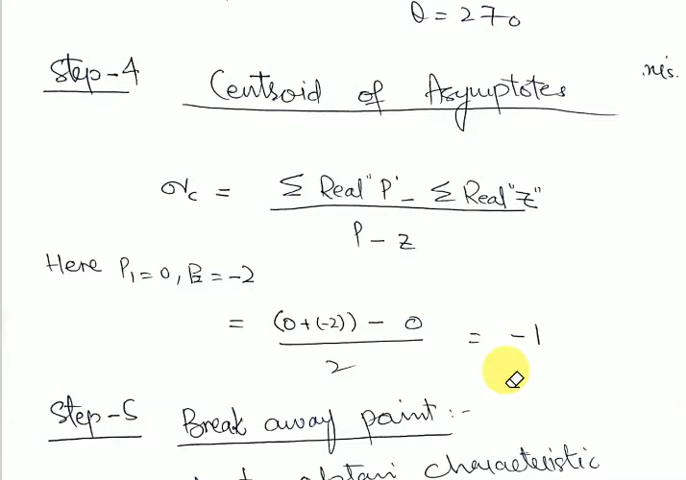 θ = 270
Step-4 Centroid of Asymptotes
n's.
σc = Σ Real "P" - Σ Real "Z"
P - Z
Here P1 = 0, P2 = -2
= (0+(-2)) - 0 = -1
2
Step-5 Break away point :-
obtain characteristic